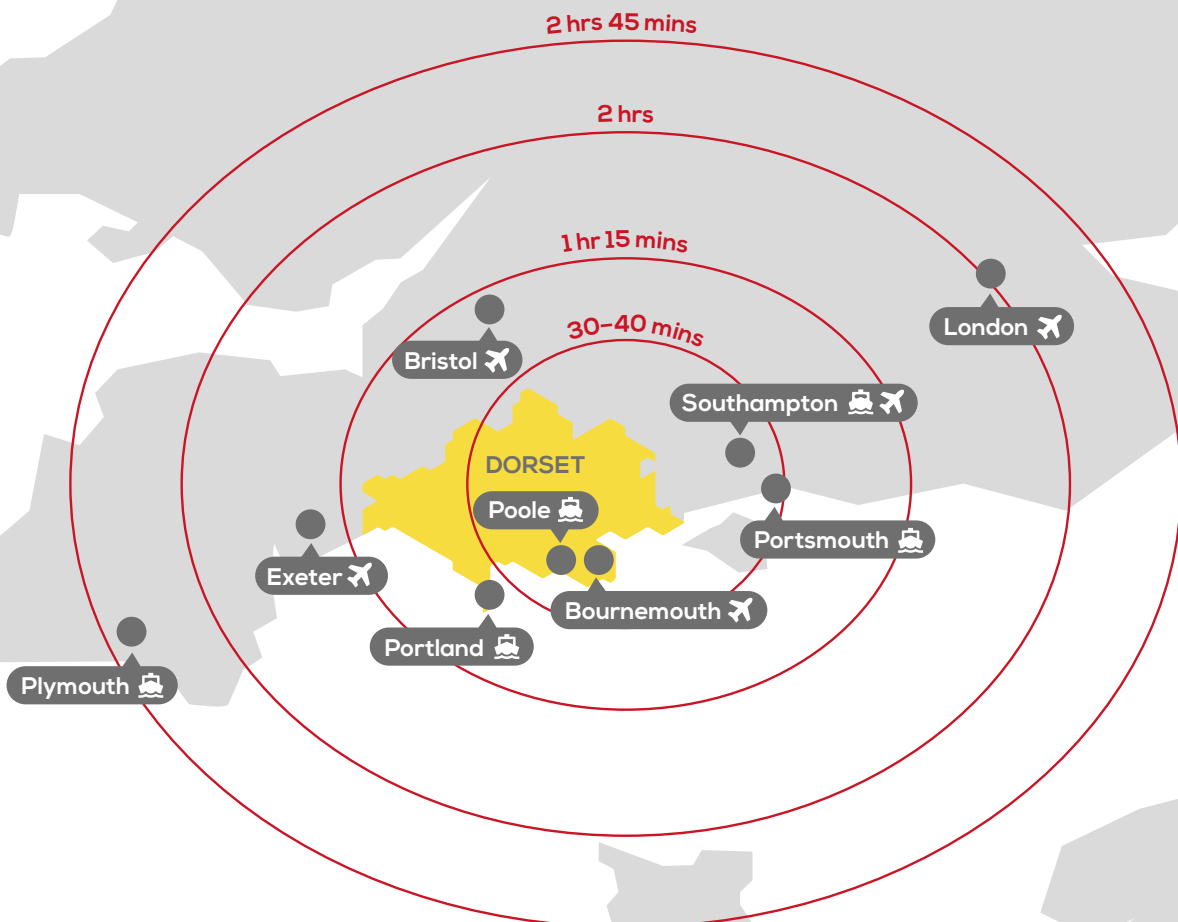 2 hrs 45 mins
2 hrs
1 hr 15 mins
30–40 mins
London
Bristol
Southampton
DORSET
Poole
Portsmouth
Exeter
Bournemouth
Portland
Plymouth